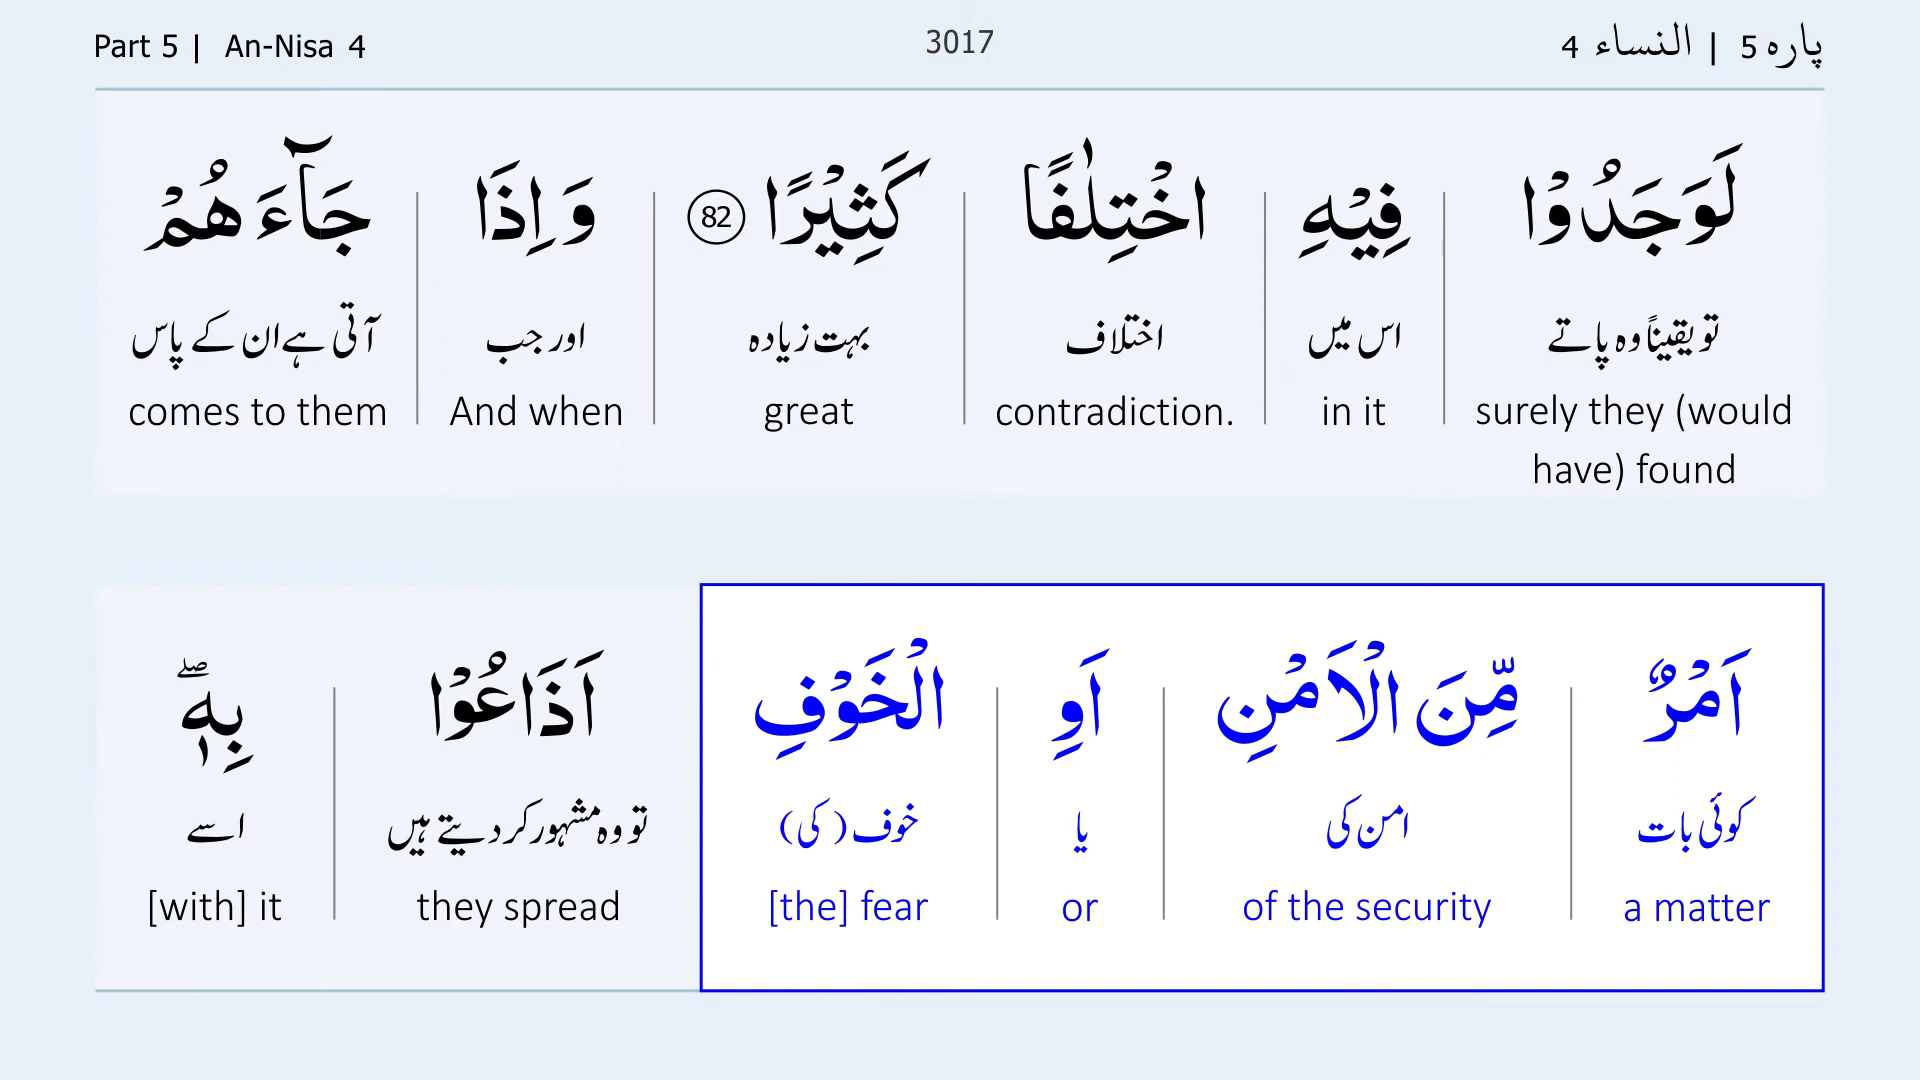 Part 5 | An-Nisa 4 3017 پارہ 5 | النساء 4
لَوَجَدُوْا فِيْهِ اخْتِلٰفًا كَثِيْرًا 82 وَ اِذَا جَآءَ هُمْ
تو یقیناً وہ پاتے اس میں اختلاف بہت زیادہ اور جب آتی ہے ان کے پاس
surely they (would have) found in it contradiction. great And when comes to them
اَمْرٌ مِّنَ الْاَمْنِ اَوِ الْخَوْفِ اَذَاعُوْا بِهٖ ۖ
کوئی بات امن کی یا خوف (کی) تو وہ مشہور کر دیتے ہیں اسے
a matter of the security or [the] fear they spread [with] it